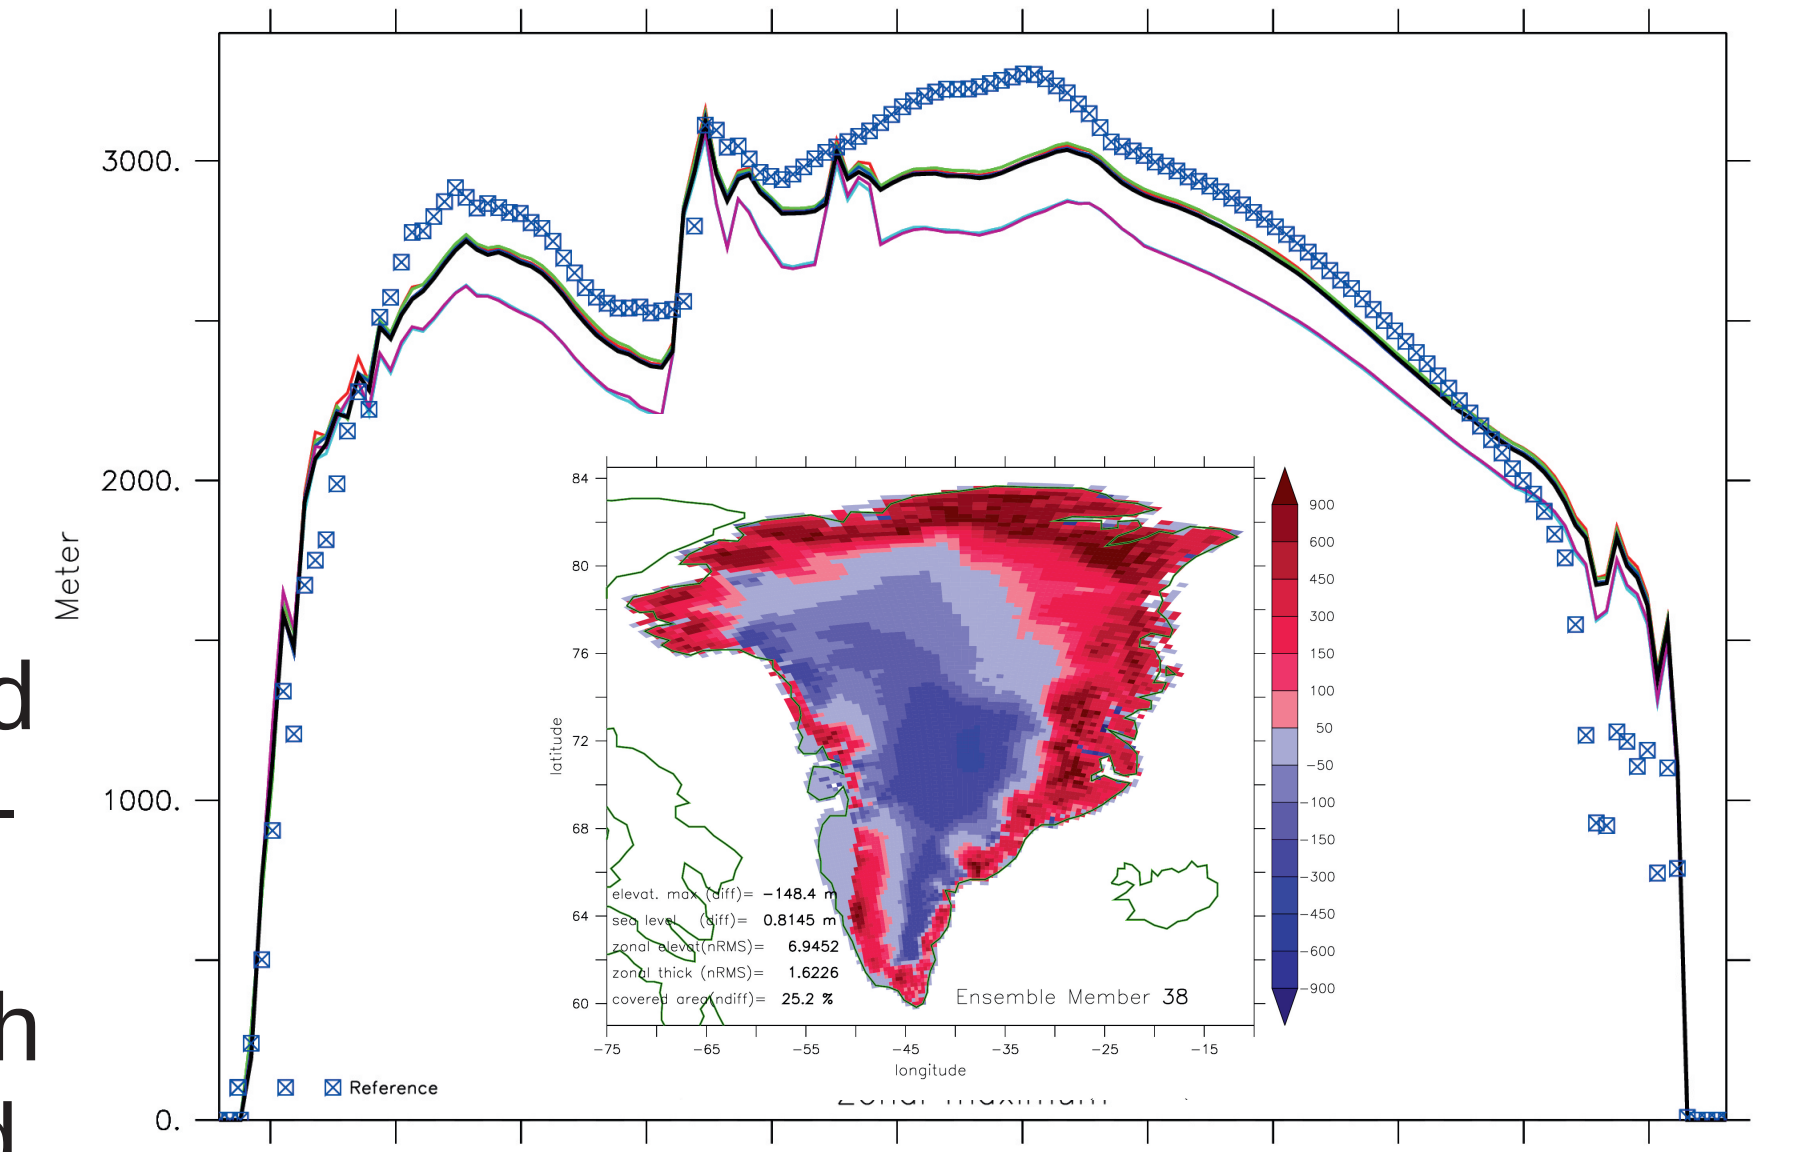 3000.
2000.
1000.
0.
Meter
d
h
d
84
80
76
72
68
64
60
latitude
−75
−65
−55
−45
−35
−25
−15
longitude
900
600
450
300
150
100
50
−50
−100
−150
−300
−450
−600
−900
elevat. max (diff)= −148.4 m
sea level (diff)= 0.8145 m
zonal elevat(nRMS)= 6.9452
zonal thick (nRMS)= 1.6226
covered area(ndiff)= 25.2 %
Ensemble Member 38
Reference
Zonal maximum